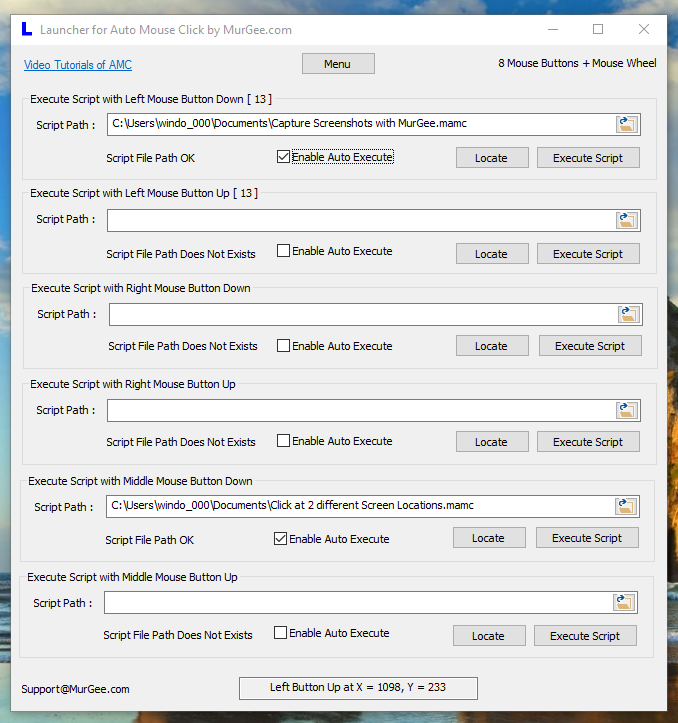 L Launcher for Auto Mouse Click by MurGee.com
Video Tutorials of AMC Menu 8 Mouse Buttons + Mouse Wheel
Execute Script with Left Mouse Button Down [ 13 ]
Script Path : C:\Users\windo_000\Documents\Capture Screenshots with MurGee.mamc
Script File Path OK Enable Auto Execute Locate Execute Script
Execute Script with Left Mouse Button Up [ 13 ]
Script Path :
Script File Path Does Not Exists Enable Auto Execute Locate Execute Script
Execute Script with Right Mouse Button Down
Script Path :
Script File Path Does Not Exists Enable Auto Execute Locate Execute Script
Execute Script with Right Mouse Button Up
Script Path :
Script File Path Does Not Exists Enable Auto Execute Locate Execute Script
Execute Script with Middle Mouse Button Down
Script Path : C:\Users\windo_000\Documents\Click at 2 different Screen Locations.mamc
Script File Path OK Enable Auto Execute Locate Execute Script
Execute Script with Middle Mouse Button Up
Script Path :
Script File Path Does Not Exists Enable Auto Execute Locate Execute Script
Support@MurGee.com Left Button Up at X = 1098, Y = 233